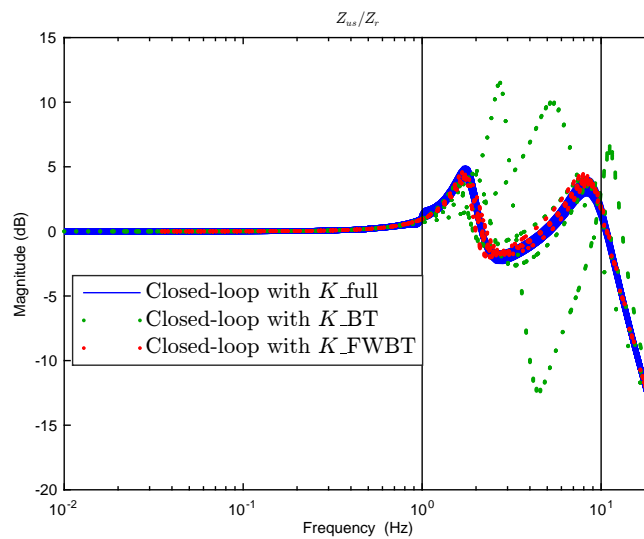 Z_us/Z_r
15
10
5
0
-5
-10
-15
-20
Magnitude (dB)
Closed-loop with K_full
Closed-loop with K_BT
Closed-loop with K_FWBT
10^-2 10^-1 10^0 10^1
Frequency (Hz)